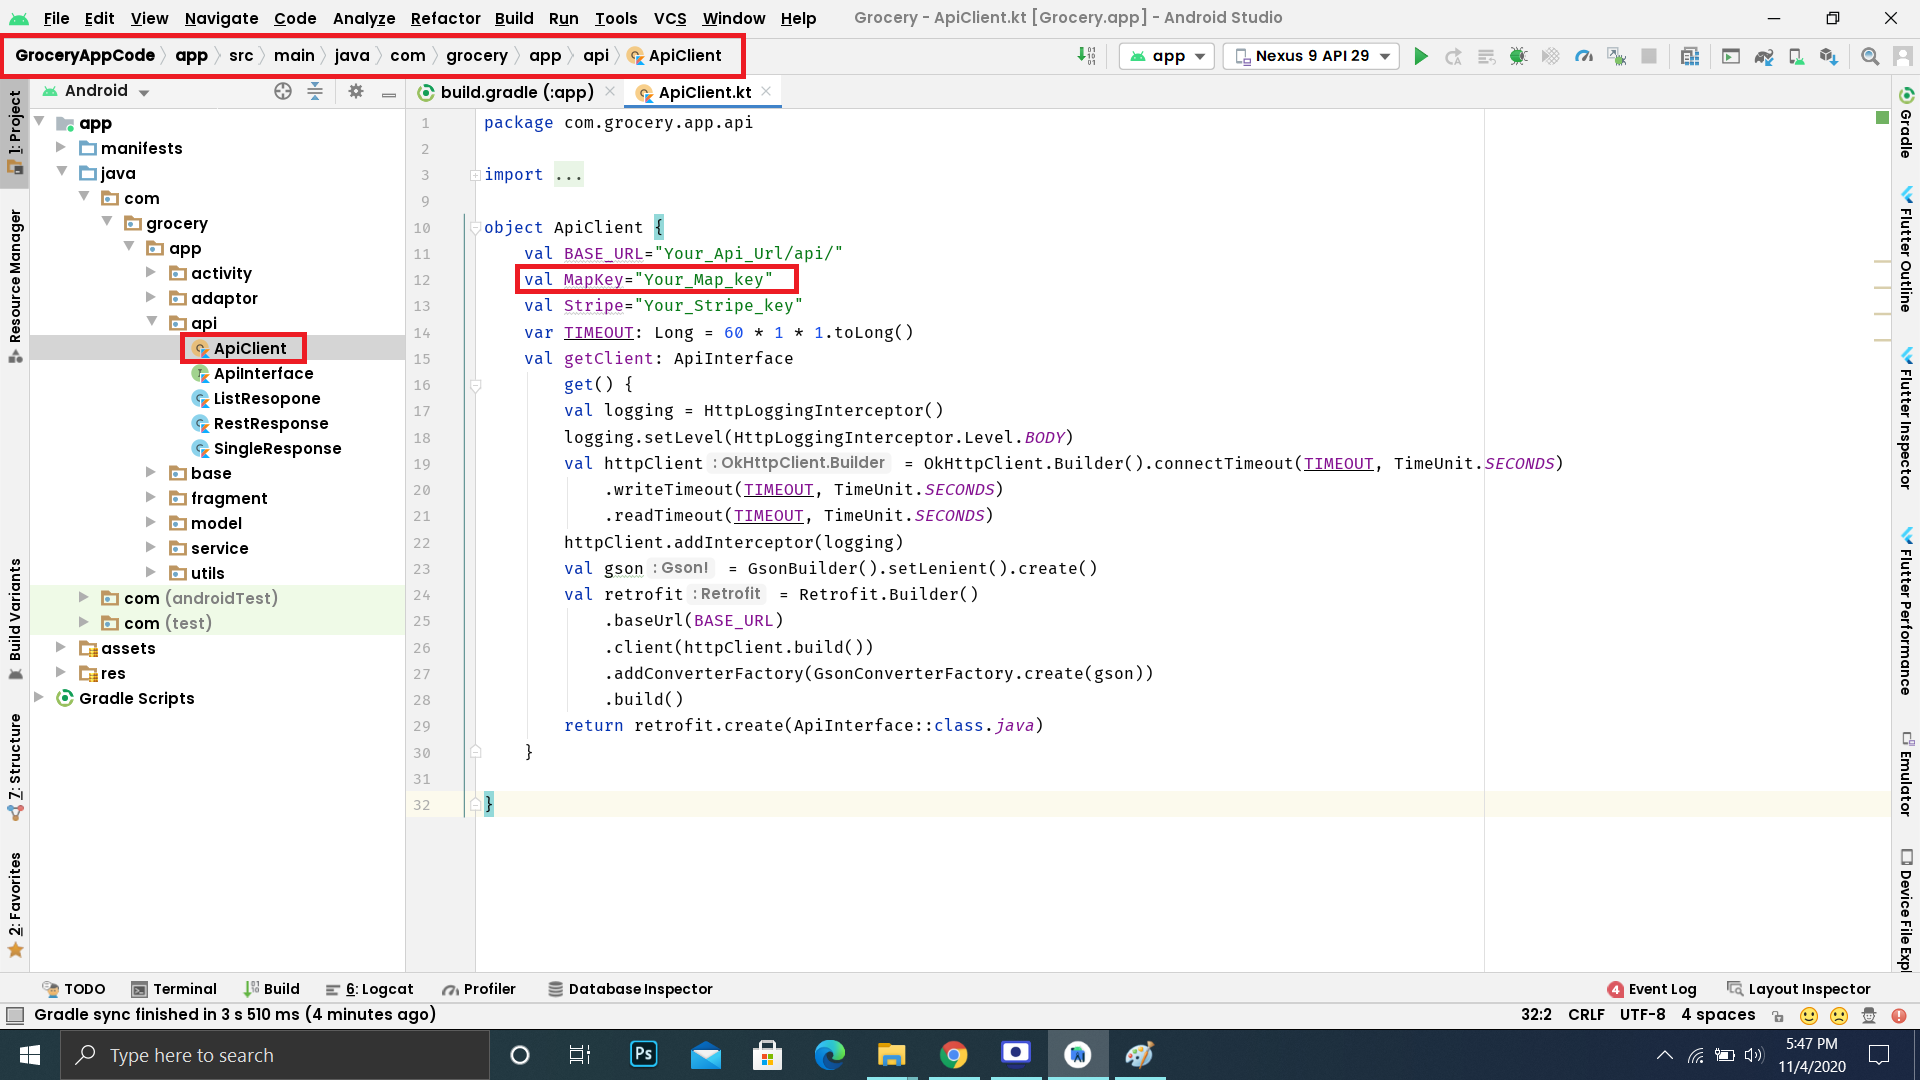 File Edit View Navigate Code Analyze Refactor Build Run Tools VCS Window Help Grocery - ApiClient.kt [Grocery.app] - Android Studio
GroceryAppCode app src main java com grocery app api ApiClient app Nexus 9 API 29
Android build.gradle (:app) ApiClient.kt
app
manifests
java
com
grocery
app
activity
adaptor
api
ApiClient
ApiInterface
ListResopone
RestResponse
SingleResponse
base
fragment
model
service
utils
com (androidTest)
com (test)
assets
res
Gradle Scripts
1: Project
Resource Manager
Build Variants
7: Structure
2: Favorites
1 package com.grocery.app.api
2
3 import ...
9
10 object ApiClient {
11 val BASE_URL="Your_Api_Url/api/"
12 val MapKey="Your_Map_key"
13 val Stripe="Your_Stripe_key"
14 var TIMEOUT: Long = 60 * 1 * 1.toLong()
15 val getClient: ApiInterface
16 get() {
17 val logging = HttpLoggingInterceptor()
18 logging.setLevel(HttpLoggingInterceptor.Level.BODY)
19 val httpClient : OkHttpClient.Builder = OkHttpClient.Builder().connectTimeout(TIMEOUT, TimeUnit.SECONDS)
20 .writeTimeout(TIMEOUT, TimeUnit.SECONDS)
21 .readTimeout(TIMEOUT, TimeUnit.SECONDS)
22 httpClient.addInterceptor(logging)
23 val gson : Gson! = GsonBuilder().setLenient().create()
24 val retrofit : Retrofit = Retrofit.Builder()
25 .baseUrl(BASE_URL)
26 .client(httpClient.build())
27 .addConverterFactory(GsonConverterFactory.create(gson))
28 .build()
29 return retrofit.create(ApiInterface::class.java)
30 }
31
32 }
Gradle
Flutter Outline
Flutter Inspector
Flutter Performance
Emulator
Device File Expl
TODO Terminal Build 6: Logcat Profiler Database Inspector 4 Event Log Layout Inspector
Gradle sync finished in 3 s 510 ms (4 minutes ago) 32:2 CRLF UTF-8 4 spaces
Type here to search Ps 5:47 PM
11/4/2020